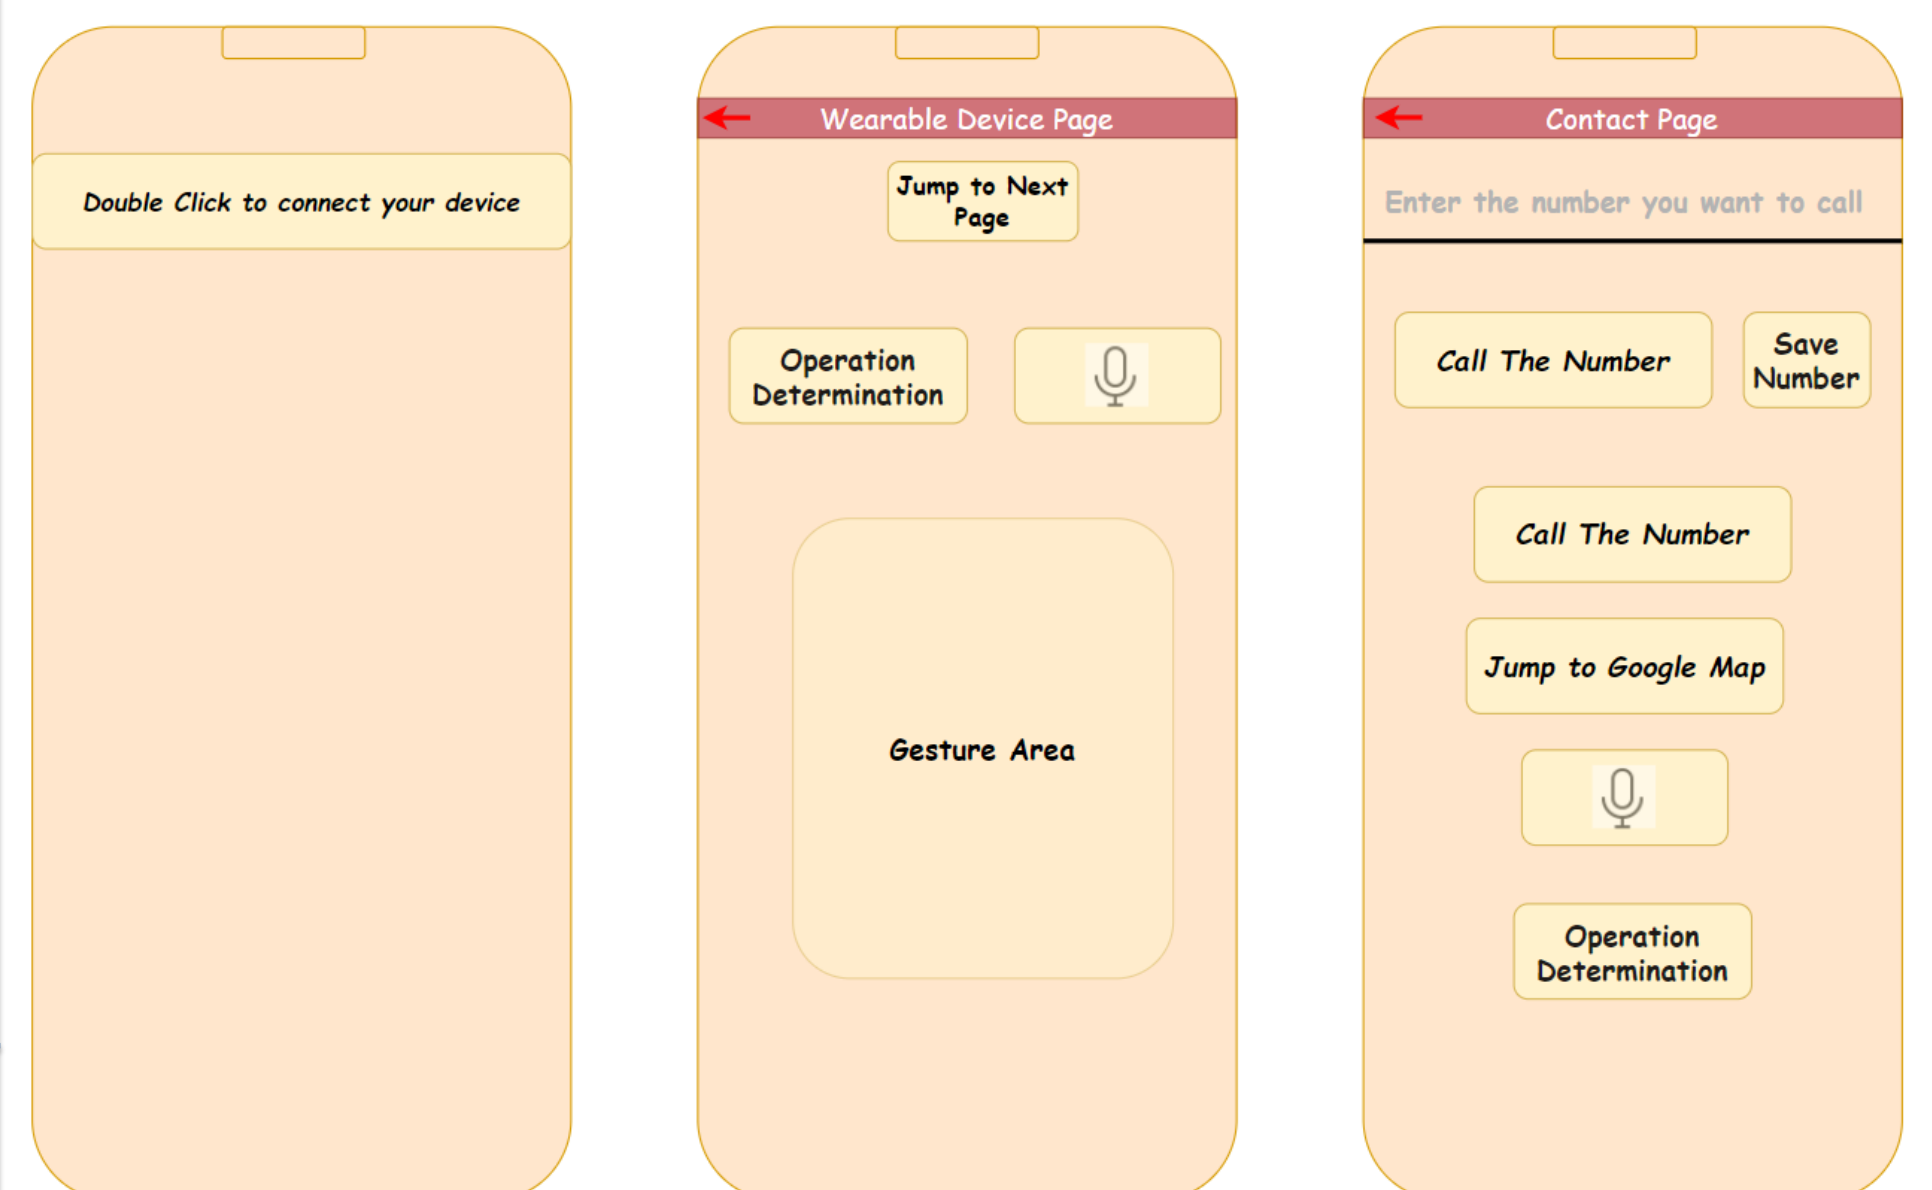 Double Click to connect your device
Wearable Device Page
Jump to Next
Page
Operation
Determination
Gesture Area
Contact Page
Enter the number you want to call
Call The Number
Save
Number
Call The Number
Jump to Google Map
Operation
Determination